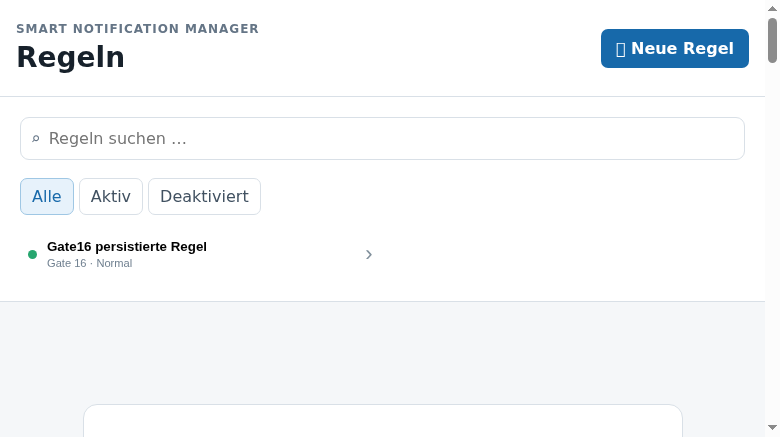 SMART NOTIFICATION MANAGER
Regeln
Neue Regel
Regeln suchen ...
Alle
Aktiv
Deaktiviert
Gate16 persistierte Regel
Gate 16 · Normal